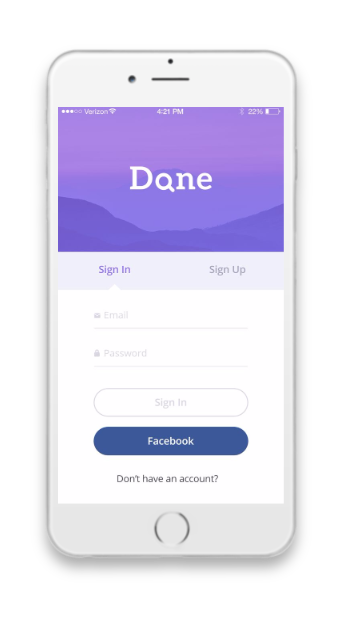 Verizon 4:21 PM 22%
Done
Sign In Sign Up
Email
Password
Sign In
Facebook
Don't have an account?